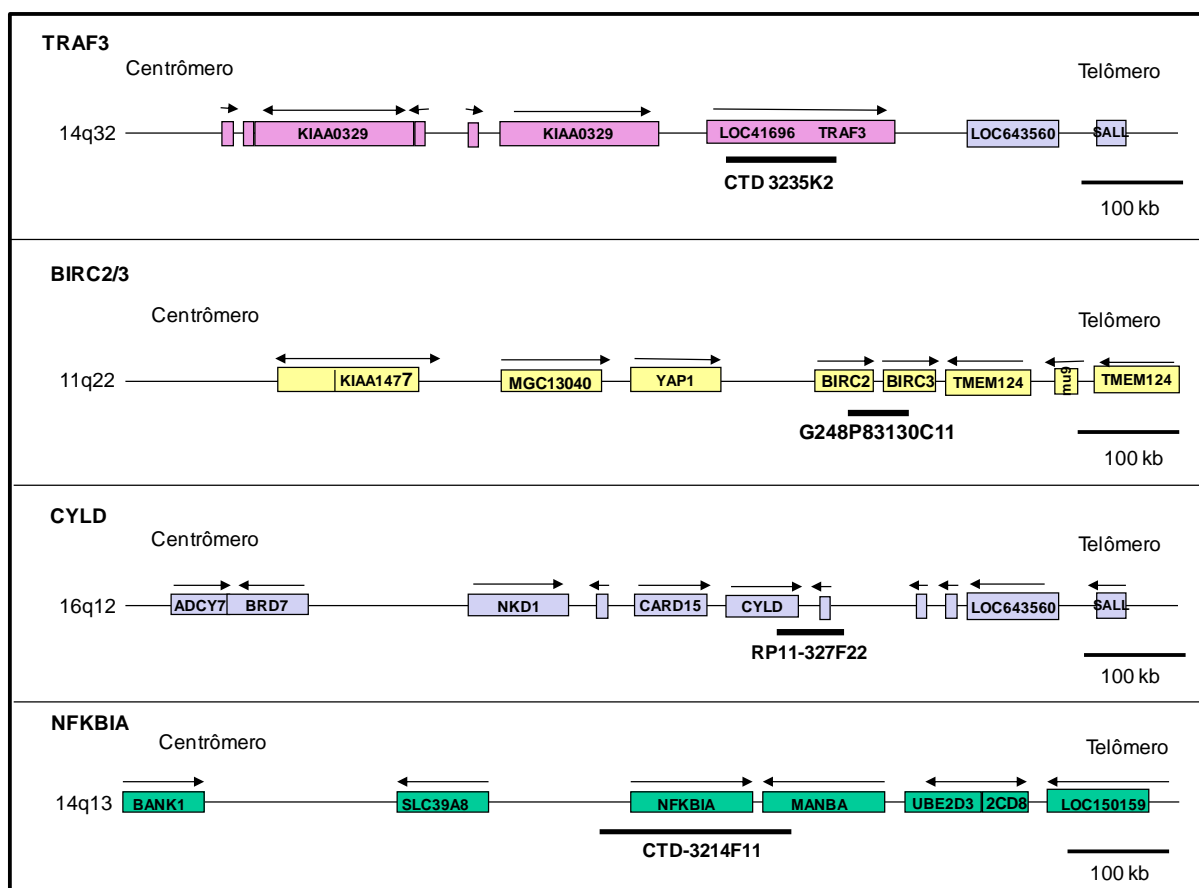 TRAF3
Centrômero Telômero
14q32 KIAA0329 KIAA0329 LOC41696 TRAF3 LOC643560 SALL
CTD 3235K2
100 kb
BIRC2/3
Centrômero Telômero
11q22 KIAA1477 MGC13040 YAP1 BIRC2 BIRC3 TMEM124 mu9 TMEM124
G248P83130C11
100 kb
CYLD
Centrômero Telômero
16q12 ADCY7 BRD7 NKD1 CARD15 CYLD LOC643560 SALL
RP11-327F22
100 kb
NFKBIA
Centrômero Telômero
14q13 BANK1 SLC39A8 NFKBIA MANBA UBE2D3 2CD8 LOC150159
CTD-3214F11
100 kb